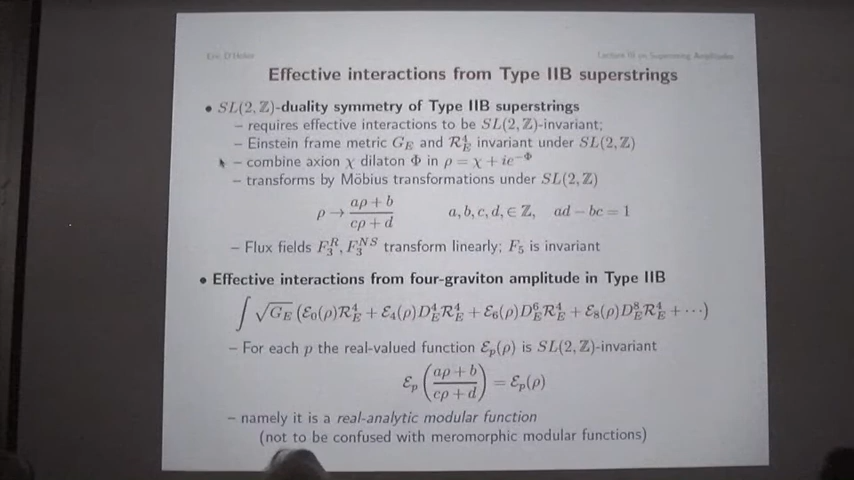 Eric D'Hoker
Lecture III on Superstring Amplitudes
Effective interactions from Type IIB superstrings
• SL(2,ℤ)-duality symmetry of Type IIB superstrings
– requires effective interactions to be SL(2,ℤ)-invariant;
– Einstein frame metric G_E and ℛ_E^4 invariant under SL(2,ℤ)
– combine axion χ dilaton Φ in ρ = χ + ie^{−Φ}
– transforms by Möbius transformations under SL(2,ℤ)
ρ → (aρ + b)/(cρ + d)    a, b, c, d, ∈ ℤ,    ad − bc = 1
– Flux fields F_3^R, F_3^{NS} transform linearly; F_5 is invariant
• Effective interactions from four-graviton amplitude in Type IIB
∫ √G_E (ℰ_0(ρ)ℛ_E^4 + ℰ_4(ρ)D_E^4ℛ_E^4 + ℰ_6(ρ)D_E^6ℛ_E^4 + ℰ_8(ρ)D_E^8ℛ_E^4 + ···)
– For each p the real-valued function ℰ_p(ρ) is SL(2,ℤ)-invariant
ℰ_p((aρ + b)/(cρ + d)) = ℰ_p(ρ)
– namely it is a real-analytic modular function
(not to be confused with meromorphic modular functions)